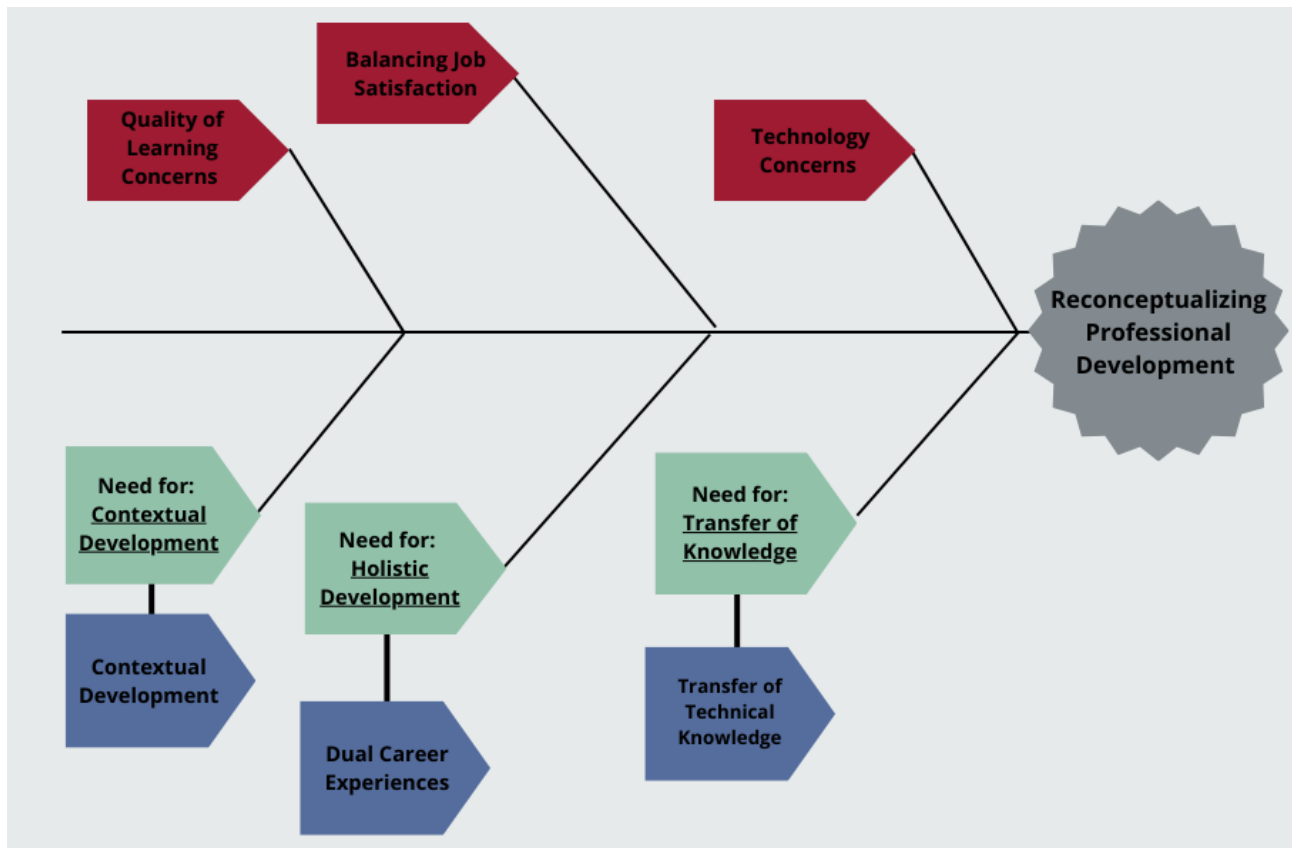 Balancing Job
Satisfaction
Quality of
Learning
Concerns
Technology
Concerns
Reconceptualizing
Professional
Development
Need for:
Contextual
Development
Need for:
Holistic
Development
Need for:
Transfer of
Knowledge
Contextual
Development
Dual Career
Experiences
Transfer of
Technical
Knowledge